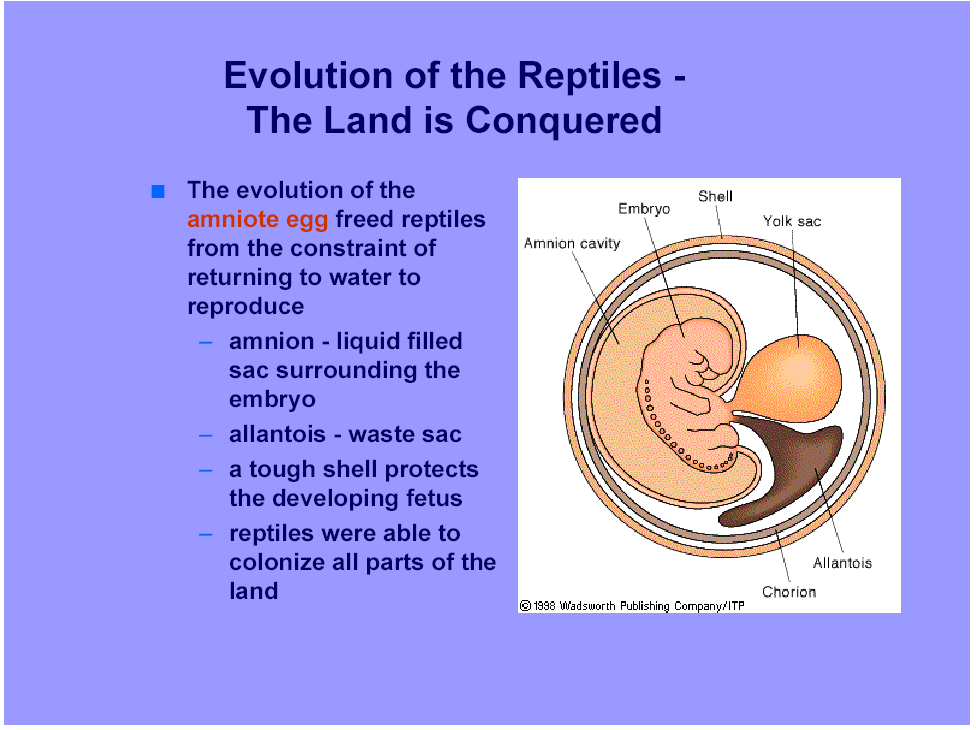 Evolution of the Reptiles -
The Land is Conquered
■ The evolution of the
amniote egg freed reptiles
from the constraint of
returning to water to
reproduce
– amnion - liquid filled
sac surrounding the
embryo
– allantois - waste sac
– a tough shell protects
the developing fetus
– reptiles were able to
colonize all parts of the
land
Shell
Embryo
Yolk sac
Amnion cavity
Allantois
Chorion
© 1998 Wadsworth Publishing Company/ITP